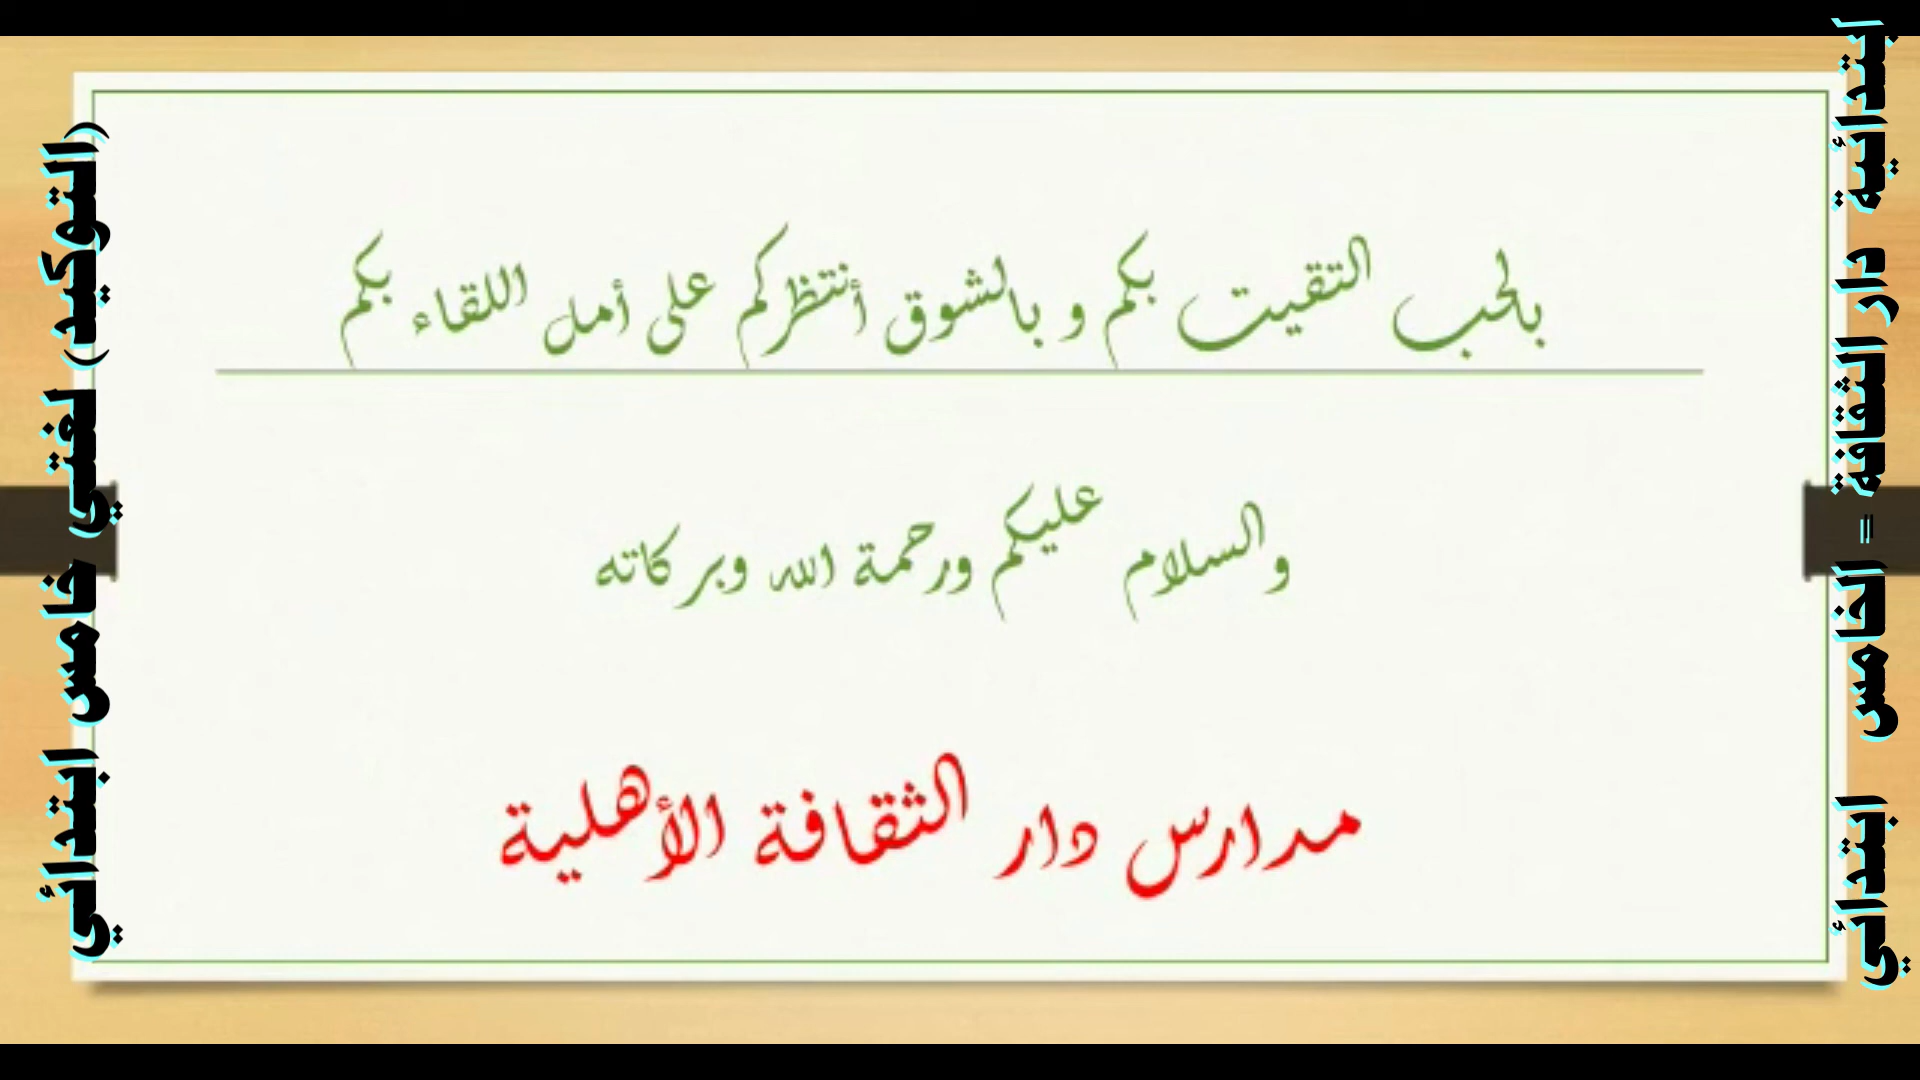 بالحب التقيت بكم و بالشوق أنتظركم على أمل اللقاء بكم
والسلام عليكم ورحمة الله وبركاته
مدارس دار الثقافة الأهلية
ابتدائية دار الثقافة = الخامس ابتدائي
(التوكيد) لغتي خامس ابتدائي